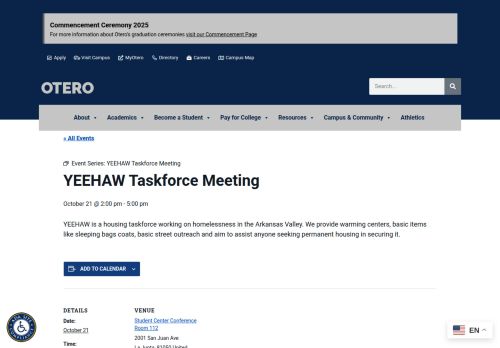 Commencement Ceremony 2025
For more information about Otero's graduation ceremonies visit our Commencement Page
Apply Visit Campus MyOtero Directory Careers Campus Map
OTERO
Search...
About Academics Become a Student Pay for College Resources Campus & Community Athletics
« All Events
Event Series: YEEHAW Taskforce Meeting
YEEHAW Taskforce Meeting
October 21 @ 2:00 pm - 5:00 pm
YEEHAW is a housing taskforce working on homelessness in the Arkansas Valley. We provide warming centers, basic items
like sleeping bags coats, basic street outreach and aim to assist anyone seeking permanent housing in securing it.
ADD TO CALENDAR
DETAILS
Date:
October 21
Time:
VENUE
Student Center Conference
Room 112
2001 San Juan Ave
La Junta, 81050 United
EN